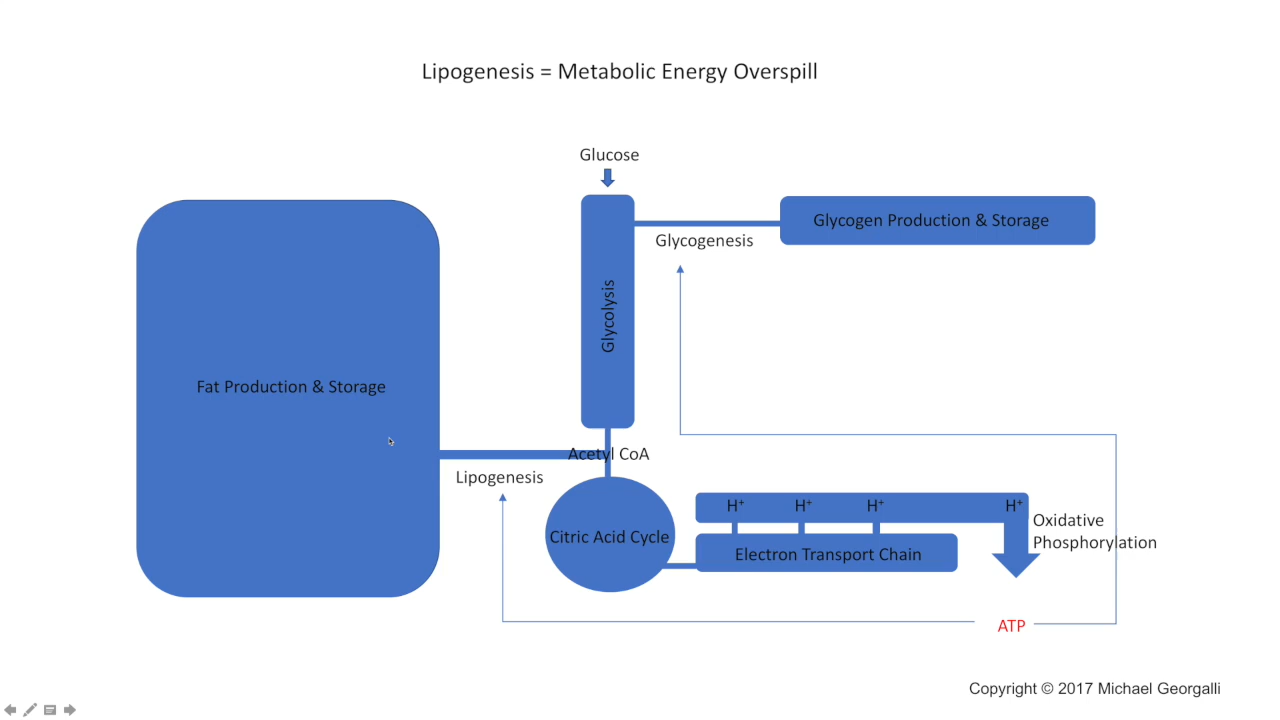 Lipogenesis = Metabolic Energy Overspill
Glucose
Glycogen Production & Storage
Glycogenesis
Glycolysis
Fat Production & Storage
Acetyl CoA
Lipogenesis
Citric Acid Cycle
H⁺ H⁺ H⁺ H⁺
Oxidative
Phosphorylation
Electron Transport Chain
ATP
Copyright © 2017 Michael Georgalli